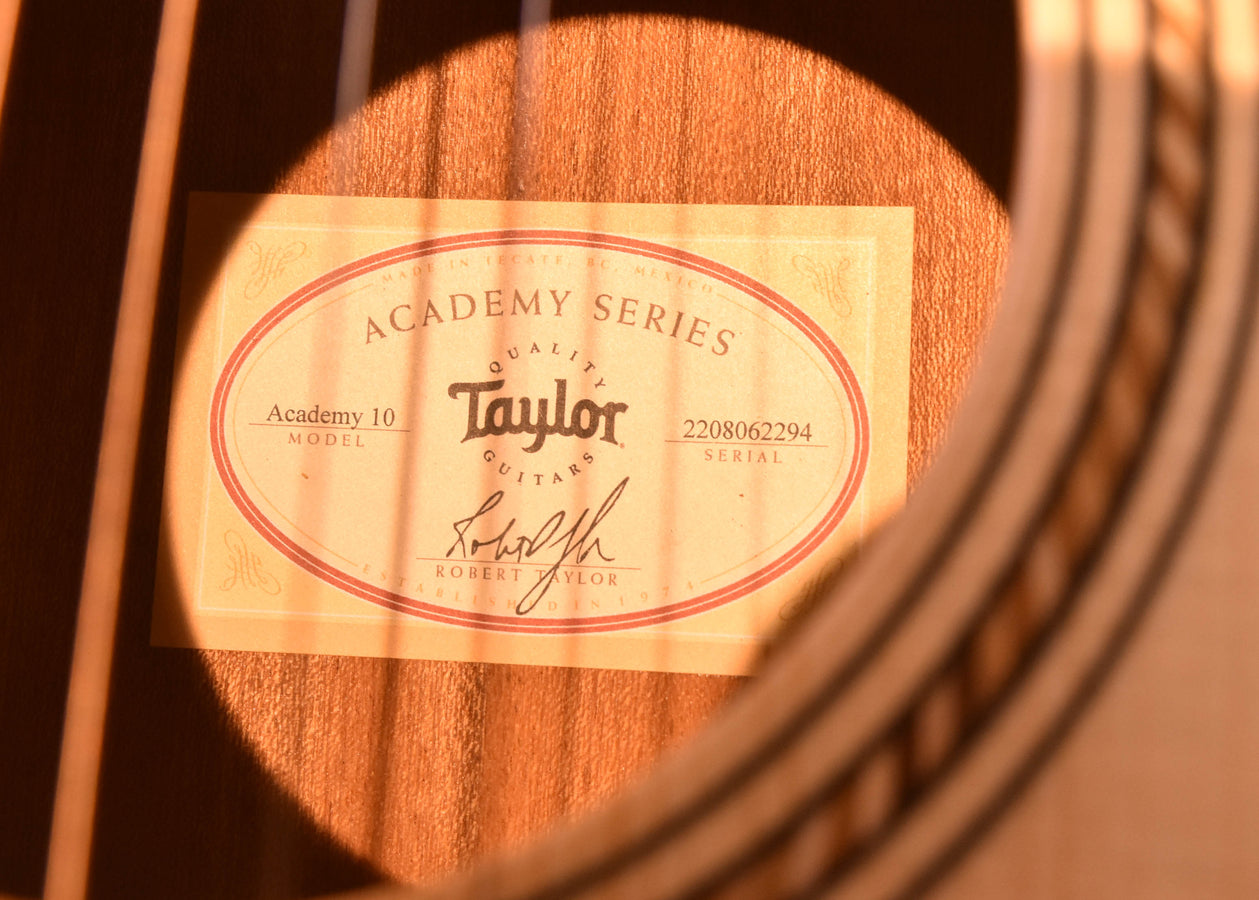 MADE IN TECATE, BC, MEXICO
ACADEMY SERIES
QUALITY
Taylor
GUITARS
Academy 10
MODEL
2208062294
SERIAL
ROBERT TAYLOR
ESTABLISHED IN 1974